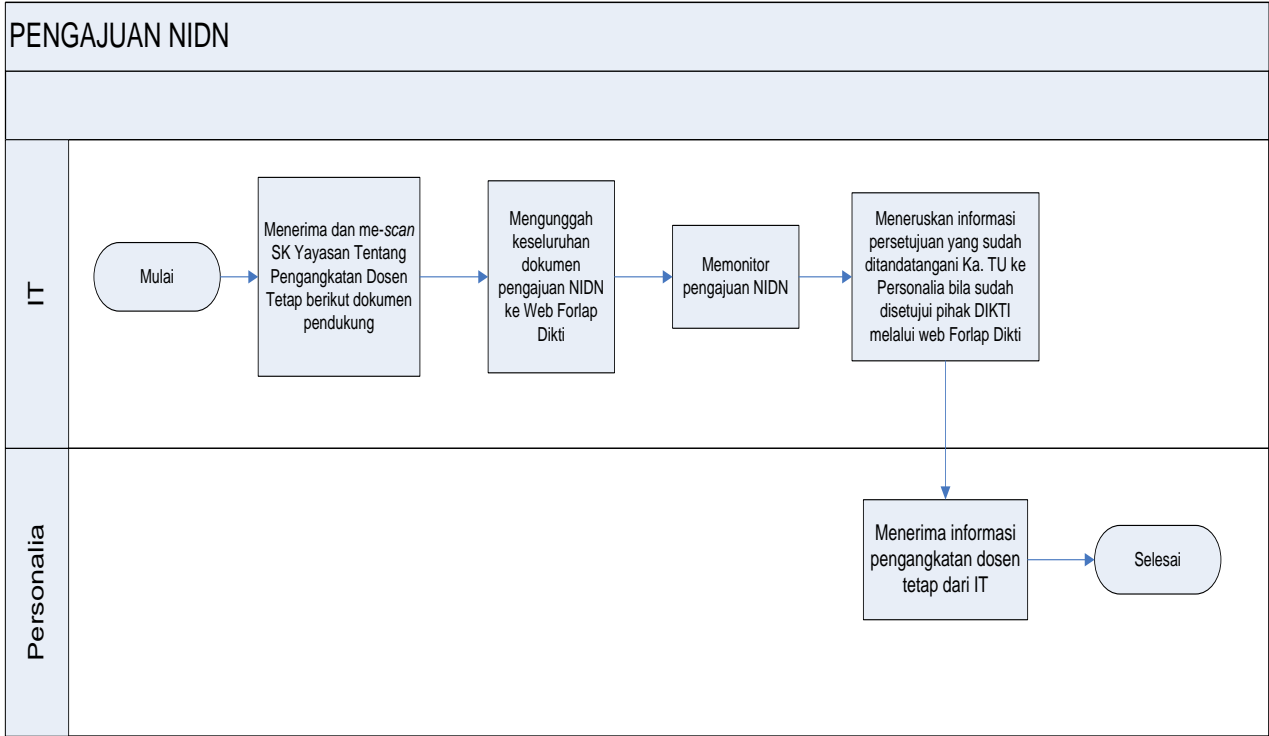 PENGAJUAN NIDN
IT
Mulai
Menerima dan me-scan
SK Yayasan Tentang
Pengangkatan Dosen
Tetap berikut dokumen
pendukung
Mengunggah
keseluruhan
dokumen
pengajuan NIDN
ke Web Forlap
Dikti
Memonitor
pengajuan NIDN
Meneruskan informasi
persetujuan yang sudah
ditandatangani Ka. TU ke
Personalia bila sudah
disetujui pihak DIKTI
melalui web Forlap Dikti
Personalia
Menerima informasi
pengangkatan dosen
tetap dari IT
Selesai